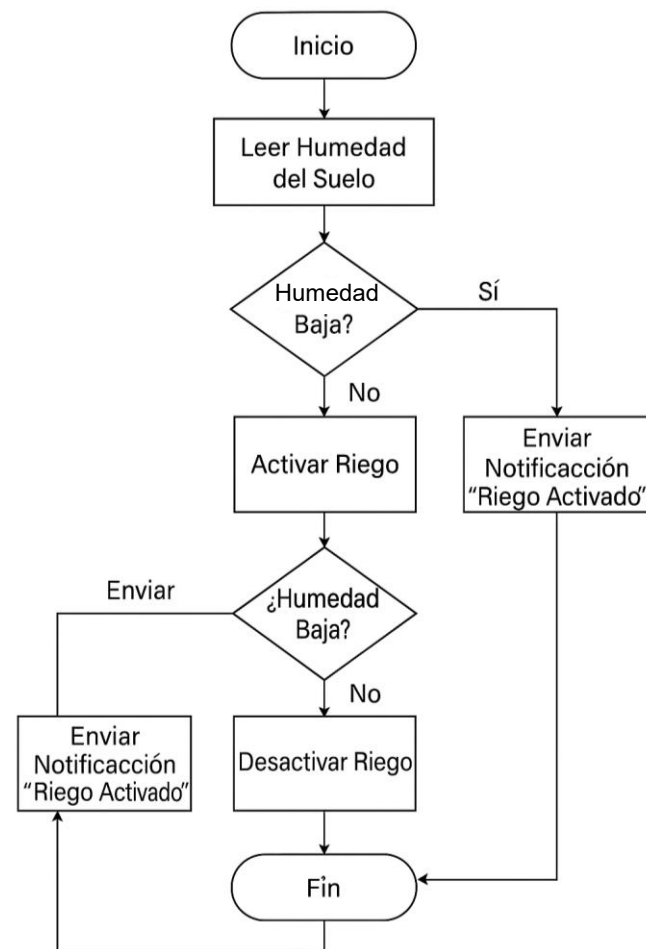 Inicio
Leer Humedad
del Suelo
Humedad
Baja?
Sí
No
Activar Riego
Enviar
Notificacción
“Riego Activado”
¿Humedad
Baja?
Enviar
No
Enviar
Notificacción
“Riego Activado”
Desactivar Riego
Fin